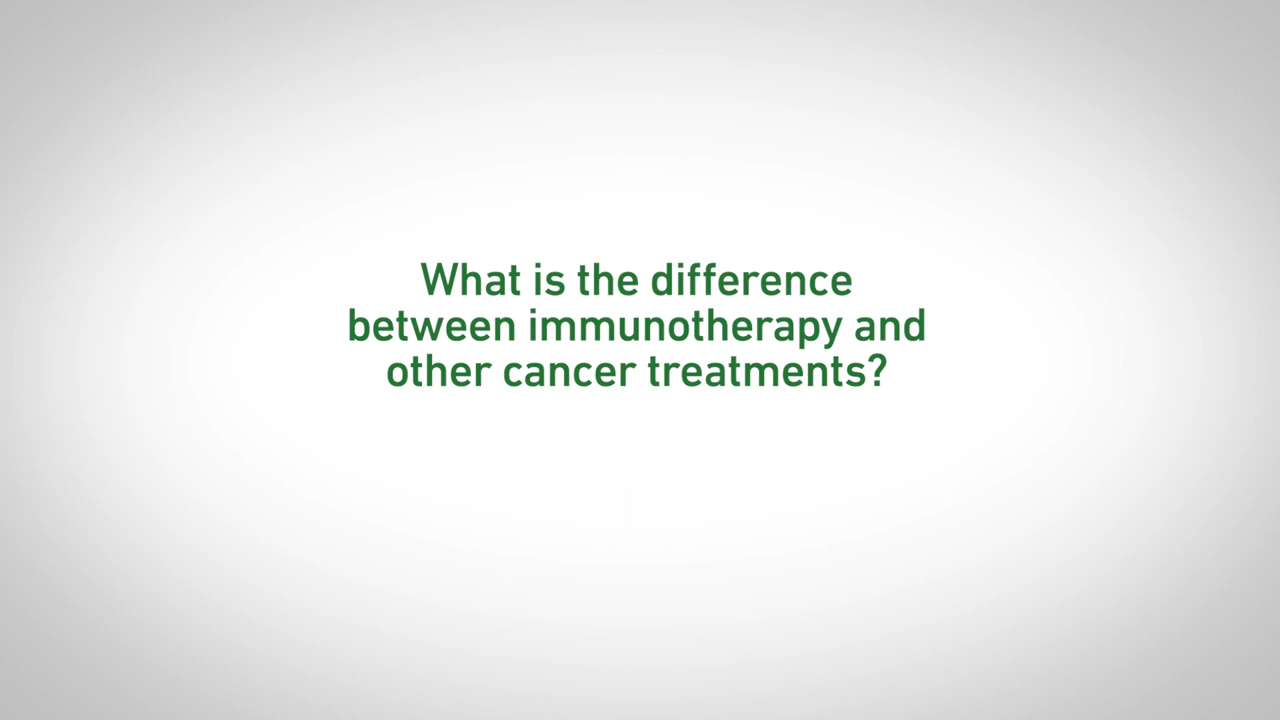 What is the difference
between immunotherapy and
other cancer treatments?